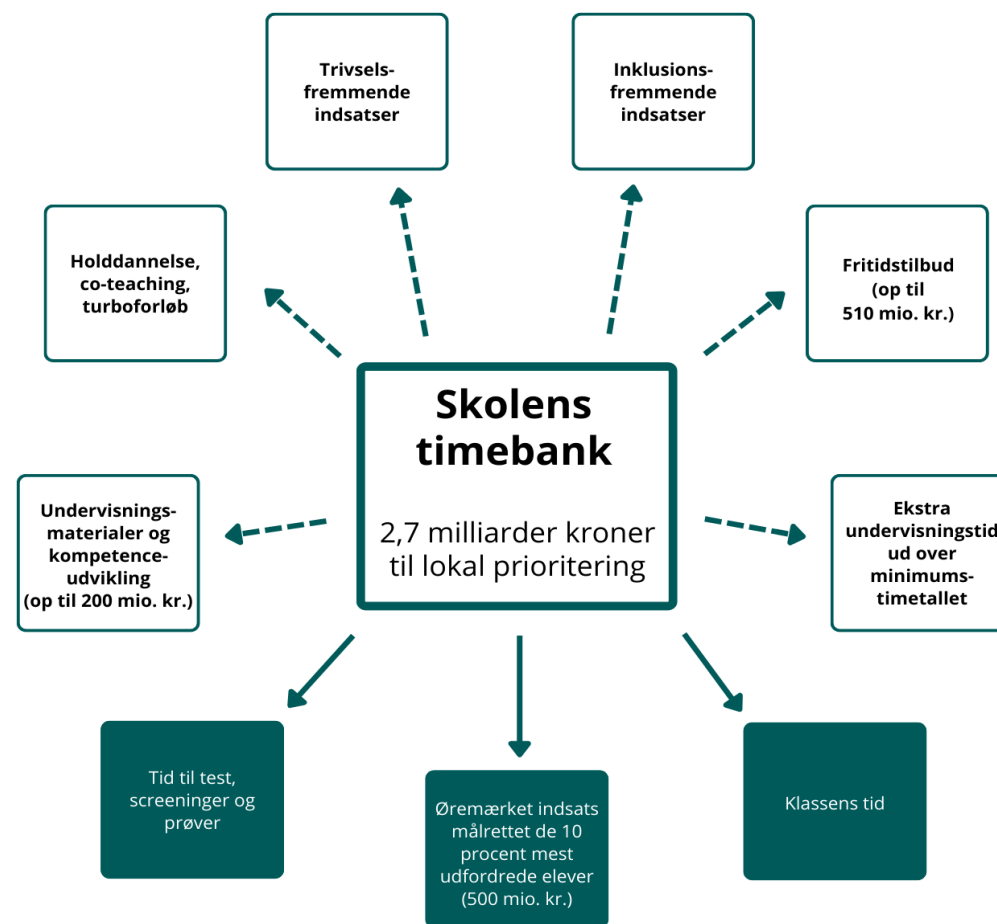 Trivsels-
fremmende
indsatser
Inklusions-
fremmende
indsatser
Holddannelse,
co-teaching,
turboforløb
Fritidstilbud
(op til
510 mio. kr.)
Skolens
timebank
2,7 milliarder kroner
til lokal prioritering
Undervisnings-
materialer og
kompetence-
udvikling
(op til 200 mio. kr.)
Ekstra
undervisningstid
ud over
minimums-
timetallet
Tid til test,
screeninger og
prøver
Øremærket indsats
målrettet de 10
procent mest
udfordrede elever
(500 mio. kr.)
Klassens tid